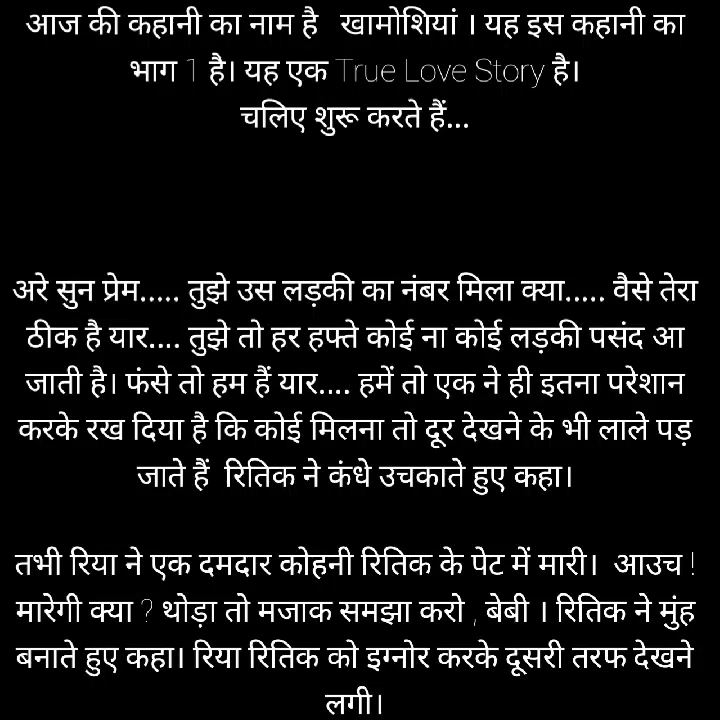 आज की कहानी का नाम है खामोशियां । यह इस कहानी का
भाग 1 है। यह एक True Love Story है।
चलिए शुरू करते हैं...
अरे सुन प्रेम..... तुझे उस लड़की का नंबर मिला क्या..... वैसे तेरा
ठीक है यार.... तुझे तो हर हफ्ते कोई ना कोई लड़की पसंद आ
जाती है। फंसे तो हम हैं यार.... हमें तो एक ने ही इतना परेशान
करके रख दिया है कि कोई मिलना तो दूर देखने के भी लाले पड़
जाते हैं रितिक ने कंधे उचकाते हुए कहा।
तभी रिया ने एक दमदार कोहनी रितिक के पेट में मारी। आउच !
मारेगी क्या ? थोड़ा तो मजाक समझा करो , बेबी । रितिक ने मुंह
बनाते हुए कहा। रिया रितिक को इग्नोर करके दूसरी तरफ देखने
लगी।